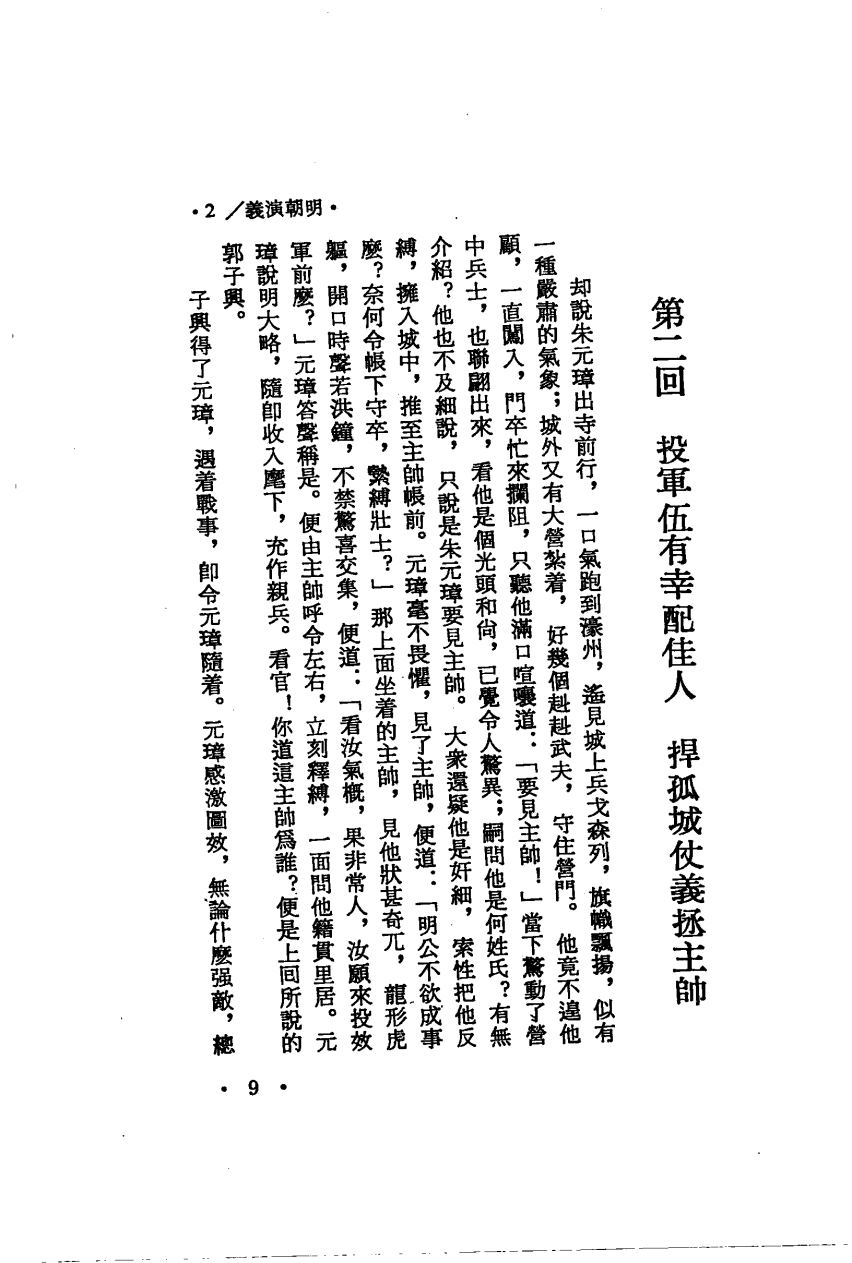 第二回　投軍伍有幸配佳人　捍孤城仗義拯主帥
却說朱元璋出寺前行，一口氣跑到濠州，遙見城上兵戈森列，旗幟飄揚，似有
一種嚴肅的氣象；城外又有大營紮着，好幾個赳赳武夫，守住營門。他竟不遑他
顧，一直闖入，門卒忙來攔阻，只聽他滿口喧嚷道：「要見主帥！」當下驚動了營
中兵士，也聯翩出來，看他是個光頭和尙，已覺令人驚異；嗣問他是何姓氏？有無
介紹？他也不及細說，只說是朱元璋要見主帥。大衆還疑他是奸細，索性把他反
縛，擁入城中，推至主帥帳前。元璋毫不畏懼，見了主帥，便道：「明公不欲成事
麼？奈何令帳下守卒，縶縛壯士？」那上面坐着的主帥，見他狀甚奇兀，龍形虎
軀，開口時聲若洪鐘，不禁驚喜交集，便道：「看汝氣概，果非常人，汝願來投效
軍前麼？」元璋答聲稱是。便由主帥呼令左右，立刻釋縛，一面問他籍貫里居。元
璋說明大略，隨卽收入麾下，充作親兵。看官！你道這主帥爲誰？便是上回所說的
郭子興。
子興得了元璋，遇着戰事，卽令元璋隨着。元璋感激圖效，無論什麼强敵，總
•2／義演朝明•
•9•